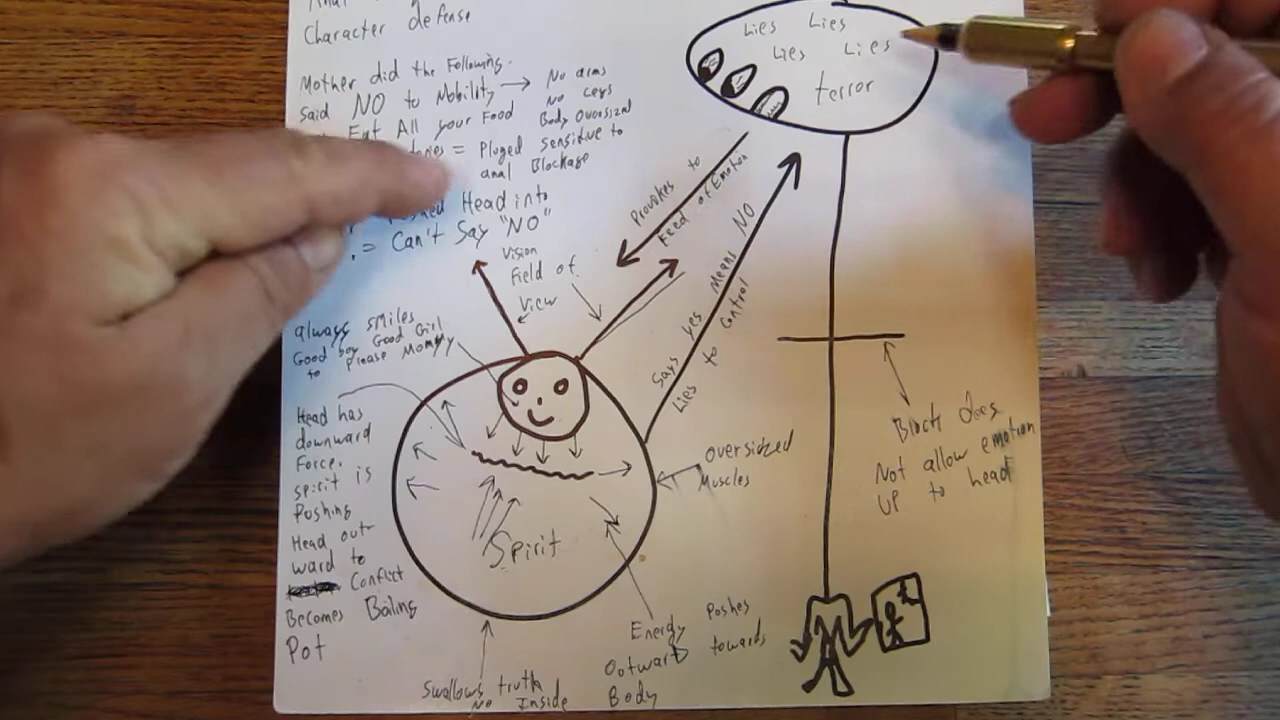 Character defense
Mother did the Following.
said NO to Mobility → No arms
No
Eat All your Food Body Oversized
= Pluged Sensitive to
anal Blockage
Head into
= Can't Say "NO"
Vision
Field of
View
always smiles
Good boy Good Girl
to Please Mommy
Head has
downward
Force.
spirit is
Pushing
Head out-
ward to
Conflict
Becomes Boiling
Pot
Spirit
Swallows truth
No Inside
Energy Poshes
Ootward towards
Body
oversized
Muscles
Provokes to
Feed of Emotion
Says yes Means NO
Lies to Control
Lies Lies
Lies Lies
terror
Block does
Not allow emotion
up to head